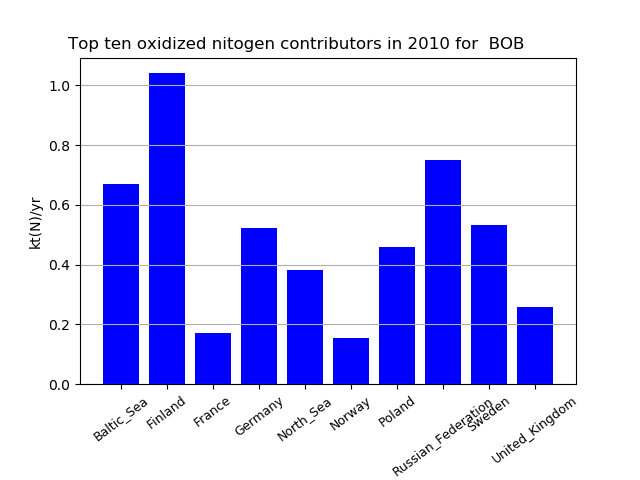 Top ten oxidized nitogen contributors in 2010 for  BOB
kt(N)/yr
1.0
0.8
0.6
0.4
0.2
0.0
Baltic_Sea
Finland
France
Germany
North_Sea
Norway
Poland
Russian_Federation
Sweden
United_Kingdom